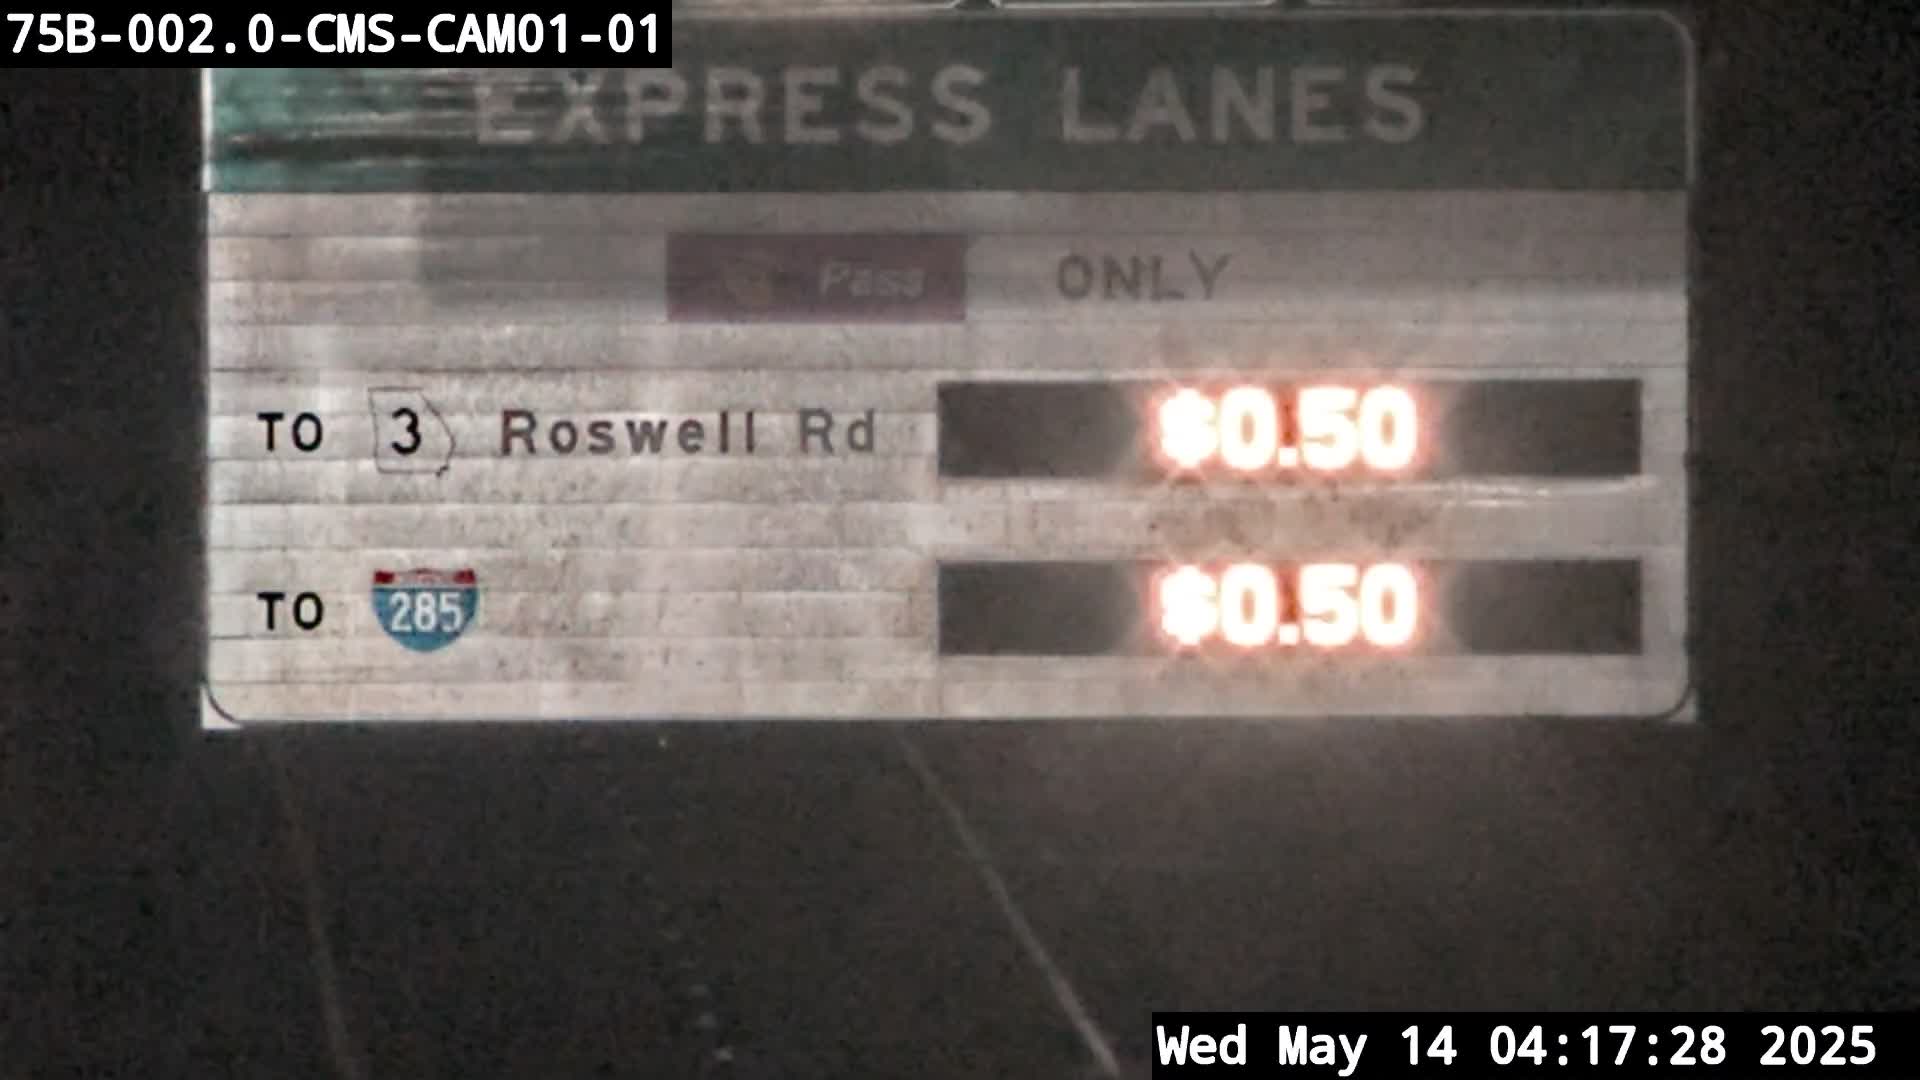 75B-002.0-CMS-CAM01-01
EXPRESS LANES
Pass ONLY
TO 3 Roswell Rd $0.50
TO 285 $0.50
Wed May 14 04:17:28 2025